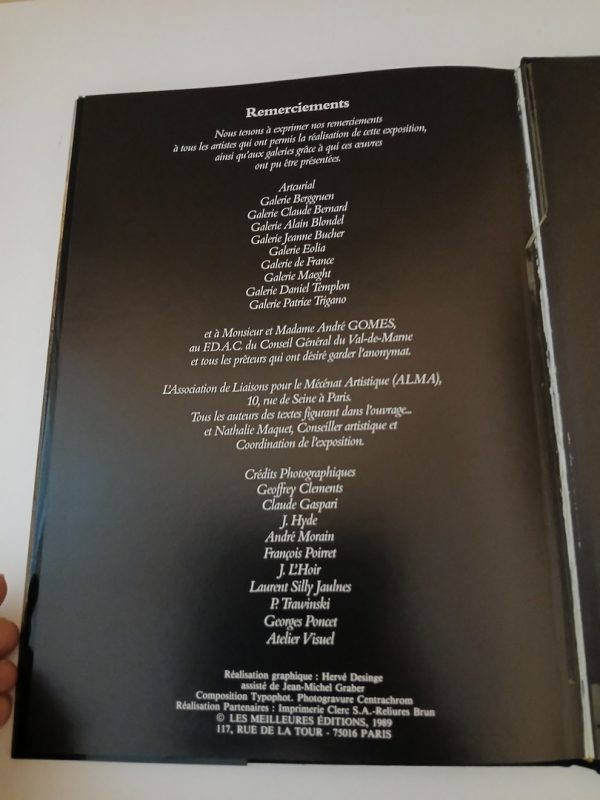 Remerciements
Nous tenons à exprimer nos remerciements
à tous les artistes qui ont permis la réalisation de cette exposition,
ainsi qu'aux galeries grâce à qui ces œuvres
ont pu être présentées.
Artcurial
Galerie Berggruen
Galerie Claude Bernard
Galerie Alain Blondel
Galerie Jeanne Bucher
Galerie Eolia
Galerie de France
Galerie Maeght
Galerie Daniel Templon
Galerie Patrice Trigano
et à Monsieur et Madame André GOMES,
au F.D.A.C. du Conseil Général du Val-de-Marne
et tous les prêteurs qui ont désiré garder l'anonymat.
L'Association de Liaisons pour le Mécénat Artistique (ALMA),
10, rue de Seine à Paris.
Tous les auteurs des textes figurant dans l'ouvrage...
et Nathalie Maquet, Conseiller artistique et
Coordination de l'exposition.
Crédits Photographiques
Geoffrey Clements
Claude Gaspari
J. Hyde
André Morain
François Poirret
J. L'Hoir
Laurent Silly Jaulnes
P. Trawinski
Georges Poncet
Atelier Visuel
Réalisation graphique : Hervé Desinge
assisté de Jean-Michel Graber
Composition Typophot. Photogravure Centrachrom
Réalisation Partenaires : Imprimerie Clerc S.A.-Reliures Brun
© LES MEILLEURES ÉDITIONS, 1989
117, RUE DE LA TOUR - 75016 PARIS